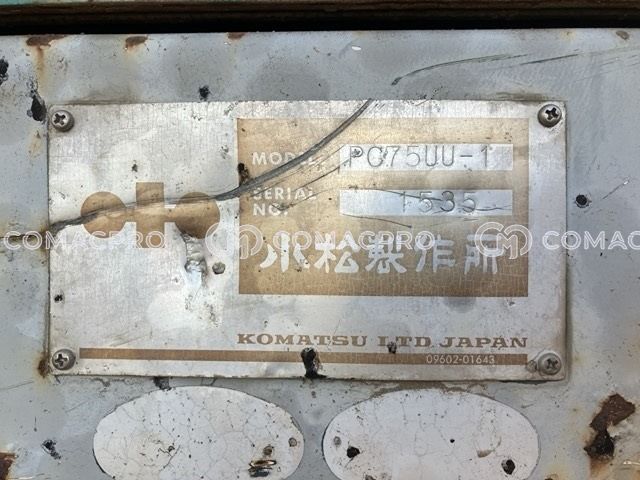 MODEL PC75UU-1
SERIAL NO. 1535
小松製作所
KOMATSU LTD JAPAN
09602-01643
COMACPRO COMACPRO COMACPRO